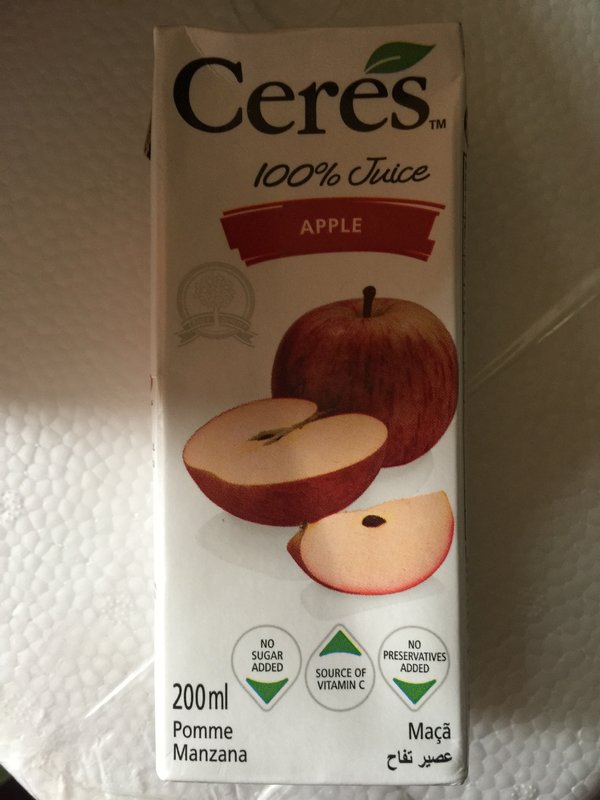 Ceres™
100% Juice
APPLE
NO
SUGAR
ADDED
SOURCE OF
VITAMIN C
NO
PRESERVATIVES
ADDED
200ml
Pomme
Manzana
Maçã
عصير تفاح